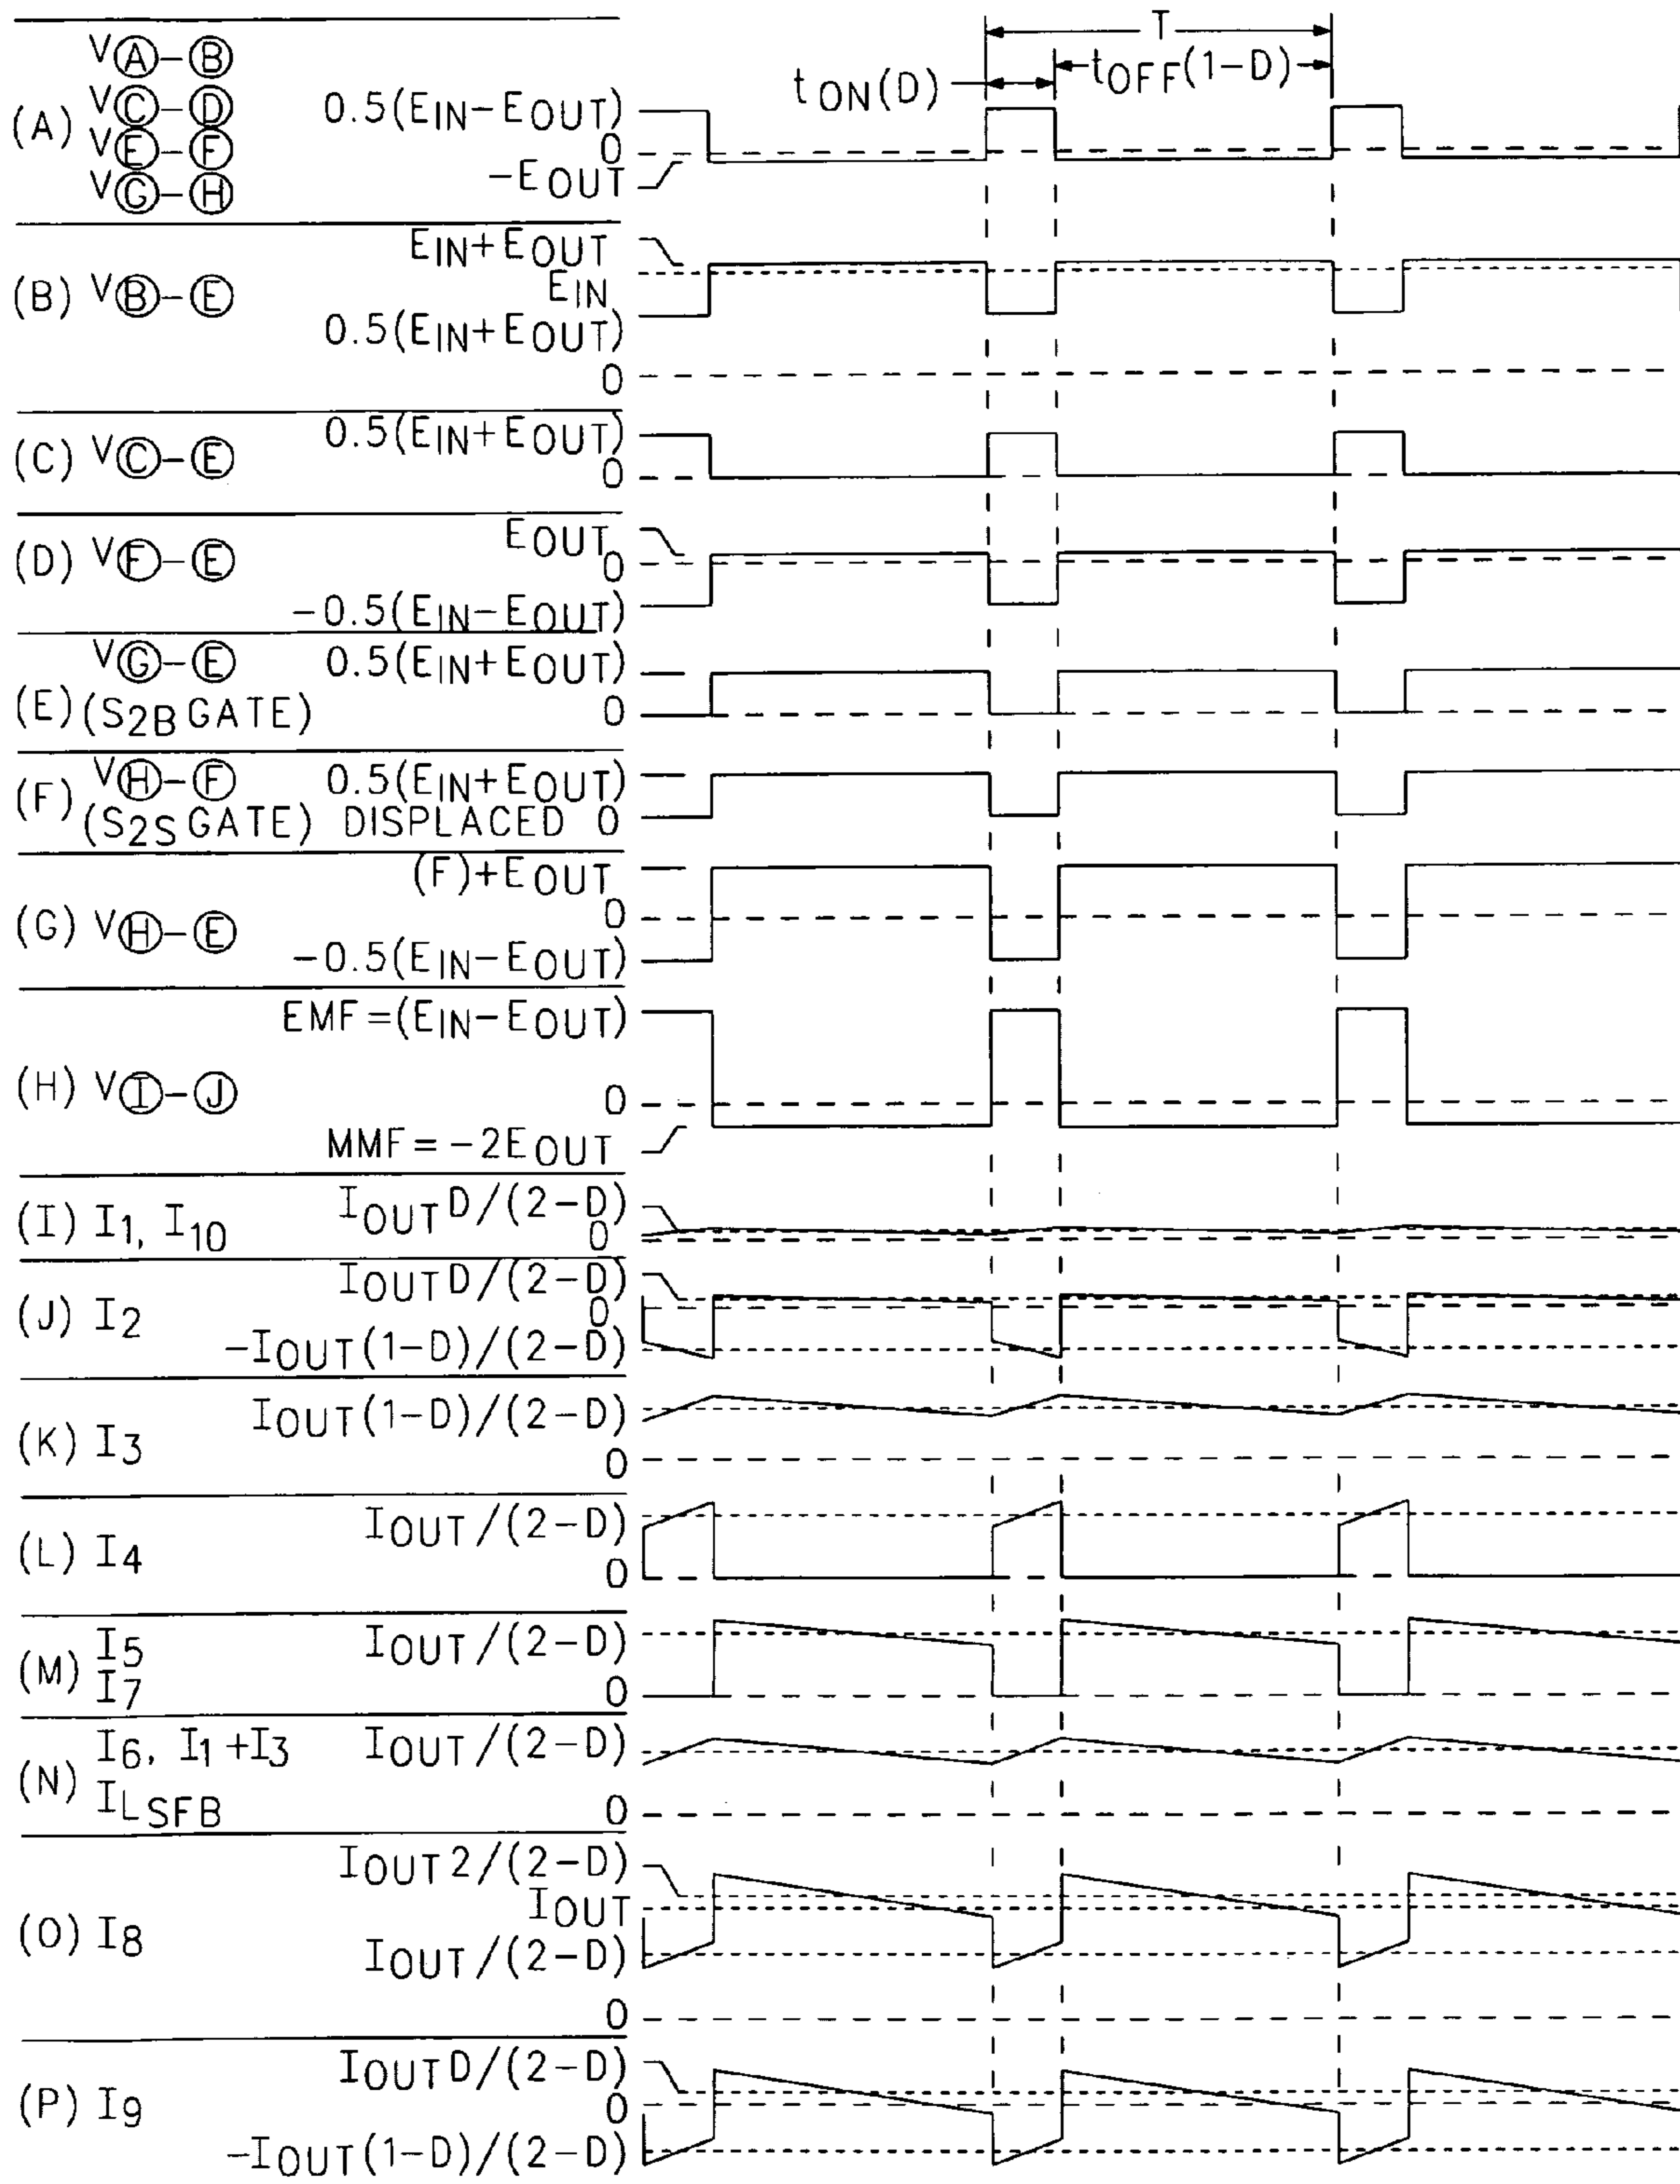 T
tON(D)
tOFF(1-D)
(A) VⒶ-Ⓑ
VⒸ-Ⓓ
VⒺ-Ⓕ
VⒼ-Ⓗ
0.5(EIN-EOUT)
0
-EOUT
(B) VⒷ-Ⓔ
EIN+EOUT
EIN
0.5(EIN+EOUT)
0
(C) VⒸ-Ⓔ
0.5(EIN+EOUT)
0
(D) VⒻ-Ⓔ
EOUT
0
-0.5(EIN-EOUT)
(E) VⒼ-Ⓔ
(S2B GATE)
0.5(EIN+EOUT)
0
(F) VⒽ-Ⓕ
(S2S GATE) DISPLACED
0.5(EIN+EOUT)
0
(G) VⒽ-Ⓔ
(F)+EOUT
0
-0.5(EIN-EOUT)
(H) VⒾ-Ⓙ
EMF=(EIN-EOUT)
0
MMF=-2EOUT
(I) I1, I10
IOUTD/(2-D)
0
(J) I2
IOUTD/(2-D)
0
-IOUT(1-D)/(2-D)
(K) I3
IOUT(1-D)/(2-D)
0
(L) I4
IOUT/(2-D)
0
(M) I5
I7
IOUT/(2-D)
0
(N) I6, I1+I3
ILSFB
IOUT/(2-D)
0
(O) I8
IOUT2/(2-D)
IOUT
IOUT/(2-D)
0
(P) I9
IOUTD/(2-D)
0
-IOUT(1-D)/(2-D)